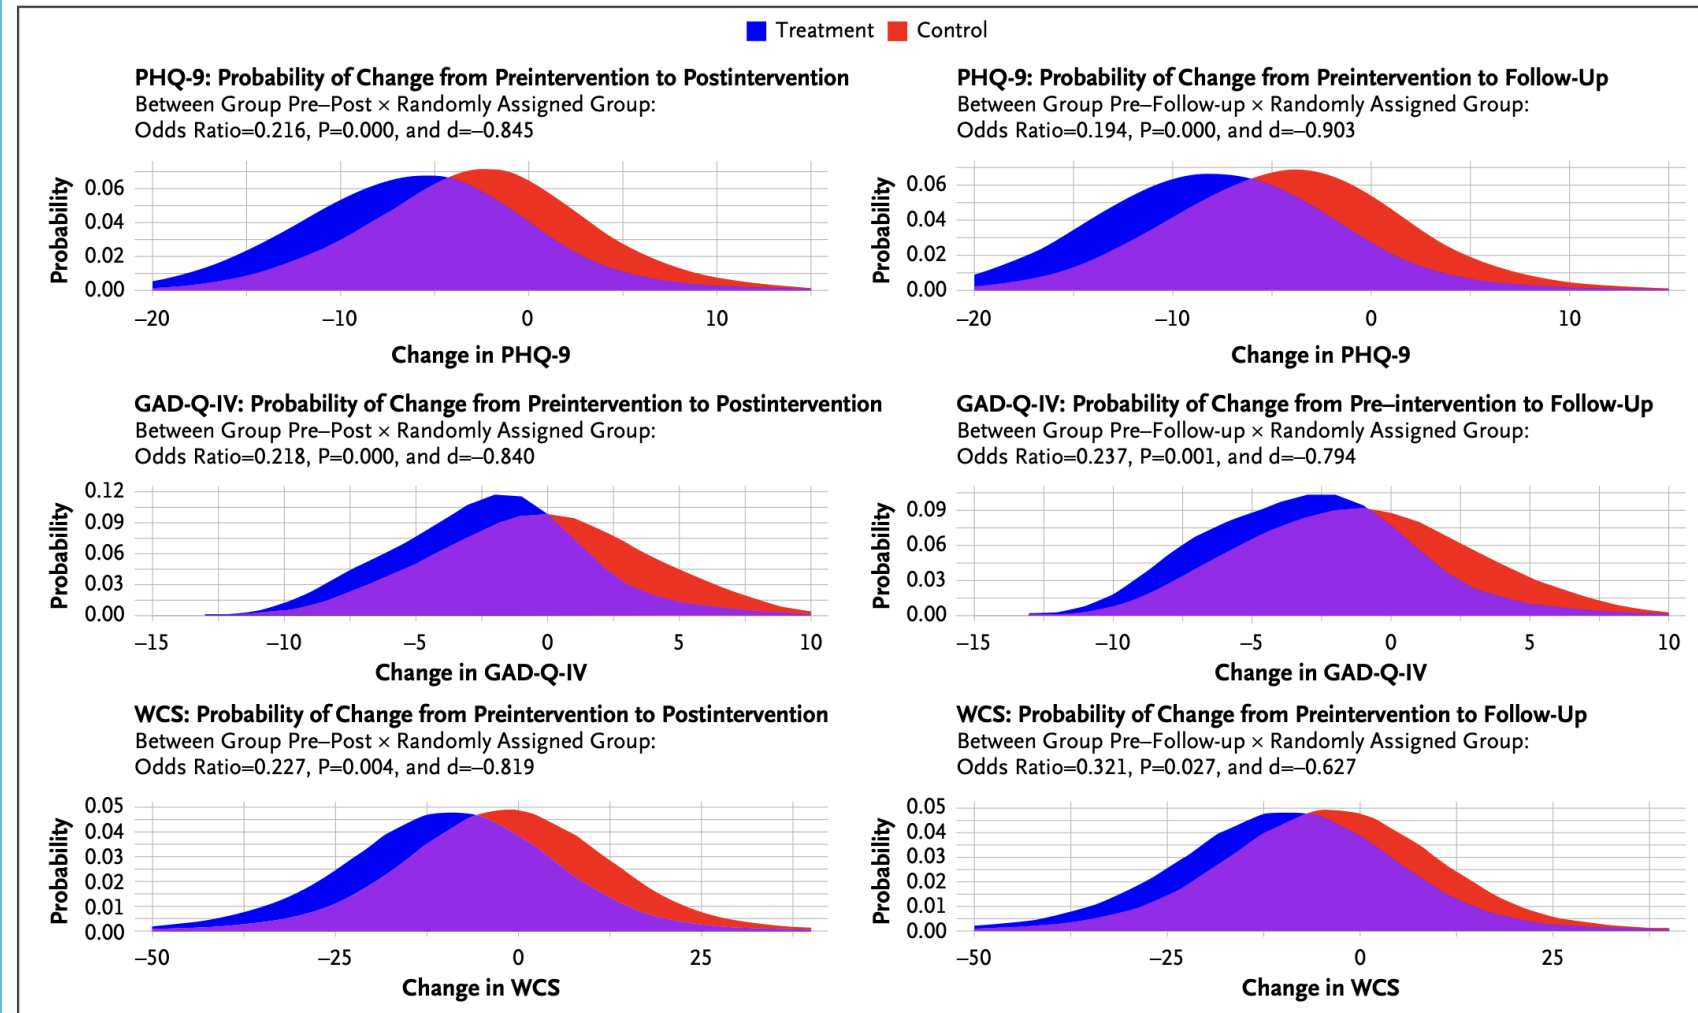 Treatment Control
PHQ-9: Probability of Change from Preintervention to Postintervention
Between Group Pre–Post × Randomly Assigned Group:
Odds Ratio=0.216, P=0.000, and d=–0.845
Probability
0.06
0.04
0.02
0.00
–20 –10 0 10
Change in PHQ-9
PHQ-9: Probability of Change from Preintervention to Follow-Up
Between Group Pre–Follow-up × Randomly Assigned Group:
Odds Ratio=0.194, P=0.000, and d=–0.903
Probability
0.06
0.04
0.02
0.00
–20 –10 0 10
Change in PHQ-9
GAD-Q-IV: Probability of Change from Preintervention to Postintervention
Between Group Pre–Post × Randomly Assigned Group:
Odds Ratio=0.218, P=0.000, and d=–0.840
Probability
0.12
0.09
0.06
0.03
0.00
–15 –10 –5 0 5 10
Change in GAD-Q-IV
GAD-Q-IV: Probability of Change from Pre–intervention to Follow-Up
Between Group Pre–Follow-up × Randomly Assigned Group:
Odds Ratio=0.237, P=0.001, and d=–0.794
Probability
0.09
0.06
0.03
0.00
–15 –10 –5 0 5 10
Change in GAD-Q-IV
WCS: Probability of Change from Preintervention to Postintervention
Between Group Pre–Post × Randomly Assigned Group:
Odds Ratio=0.227, P=0.004, and d=–0.819
Probability
0.05
0.04
0.03
0.02
0.01
0.00
–50 –25 0 25
Change in WCS
WCS: Probability of Change from Preintervention to Follow-Up
Between Group Pre–Follow-up × Randomly Assigned Group:
Odds Ratio=0.321, P=0.027, and d=–0.627
Probability
0.05
0.04
0.03
0.02
0.01
0.00
–50 –25 0 25
Change in WCS